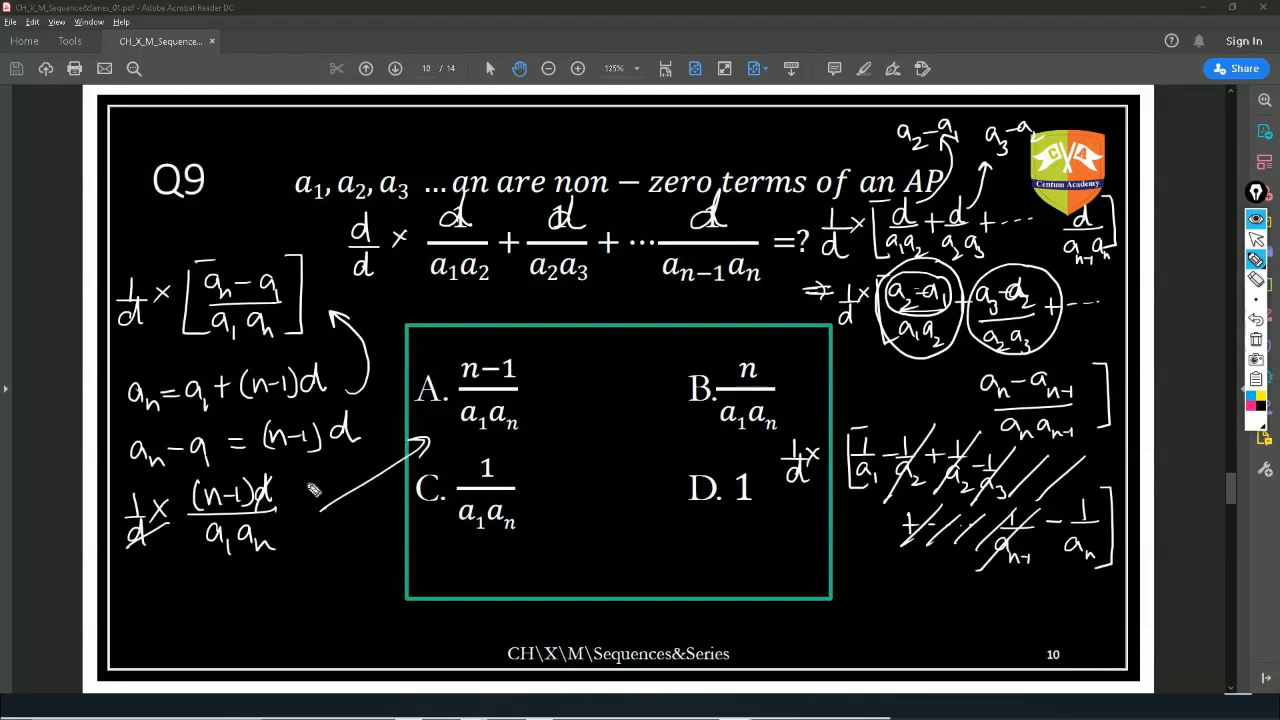 CH_X_M_Sequence&Series_01.pdf - Adobe Acrobat Reader DC
File Edit View Window Help
Home Tools CH_X_M_Sequence... × Sign In
10 / 14 125% Share
a₂-a₁ a₃-a₂
Q9 a₁, a₂, a₃ …an are non − zero terms of an AP
Centum Academy
d/d × d/a₁a₂ + d/a₂a₃ + ⋯ d/aₙ₋₁aₙ =?
1/d × [d/a₁a₂ + d/a₂a₃ + ---- d/aₙ₋₁aₙ]
⇒ 1/d × [a₂-a₁/a₁a₂ + a₃-a₂/a₂a₃ + ----
aₙ-aₙ₋₁/aₙaₙ₋₁]
1/d × [1/a₁ - 1/a₂ + 1/a₂ - 1/a₃
+ - - - 1/aₙ₋₁ - 1/aₙ]
1/d × [aₙ-a₁/a₁aₙ]
aₙ = a₁ + (n-1)d
aₙ - a₁ = (n-1)d
1/d × (n-1)d/a₁aₙ
A. n−1/a₁aₙ
B. n/a₁aₙ
C. 1/a₁aₙ
D. 1
CH\X\M\Sequences&Series
10